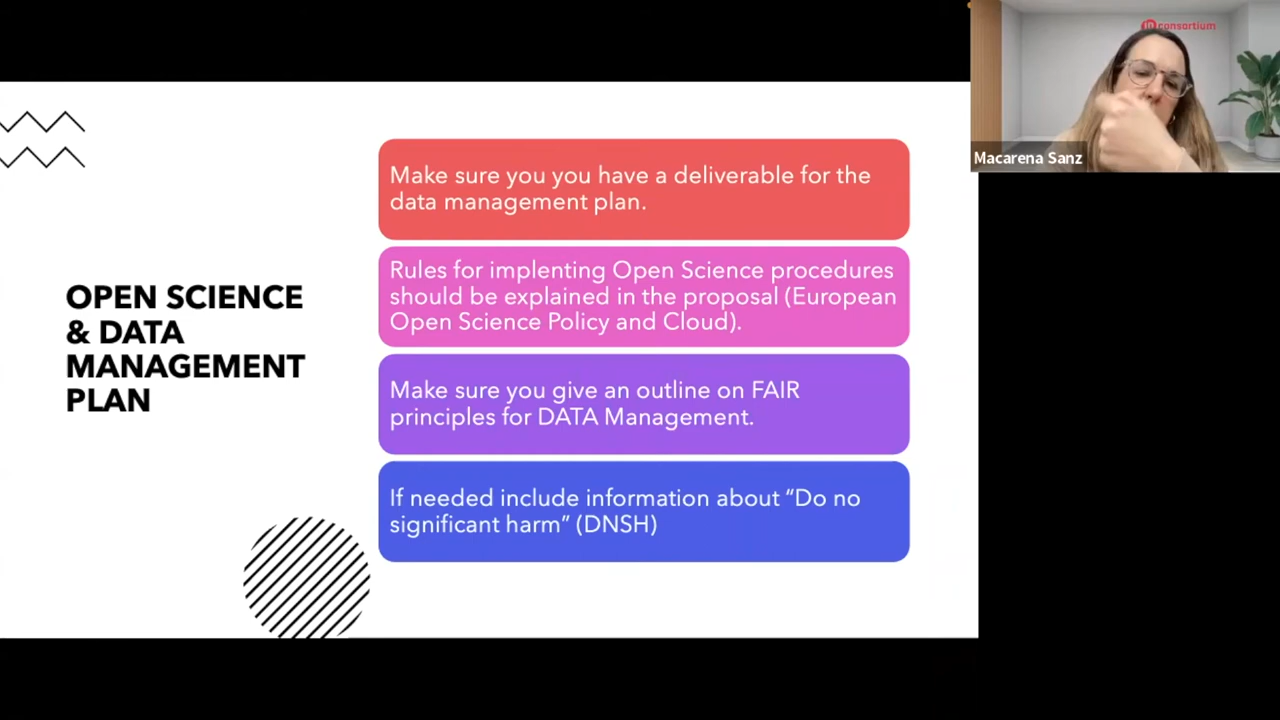 OPEN SCIENCE
& DATA
MANAGEMENT
PLAN
Make sure you you have a deliverable for the
data management plan.
Rules for implenting Open Science procedures
should be explained in the proposal (European
Open Science Policy and Cloud).
Make sure you give an outline on FAIR
principles for DATA Management.
If needed include information about “Do no
significant harm” (DNSH)
consortium
Macarena Sanz